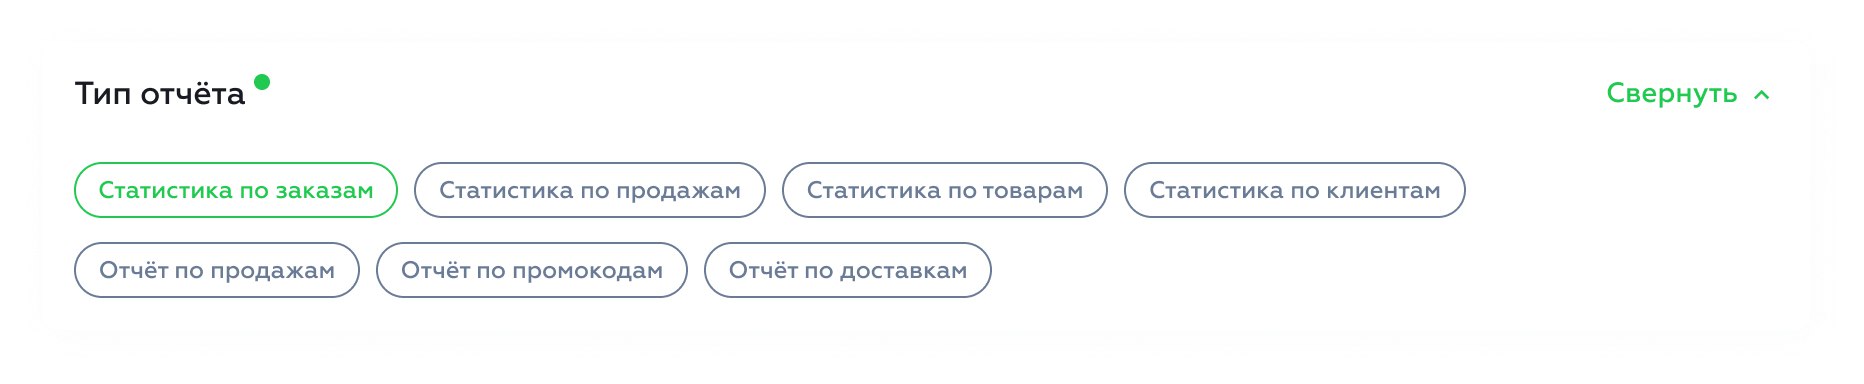 Тип отчёта
Свернуть
Статистика по заказам
Статистика по продажам
Статистика по товарам
Статистика по клиентам
Отчёт по продажам
Отчёт по промокодам
Отчёт по доставкам